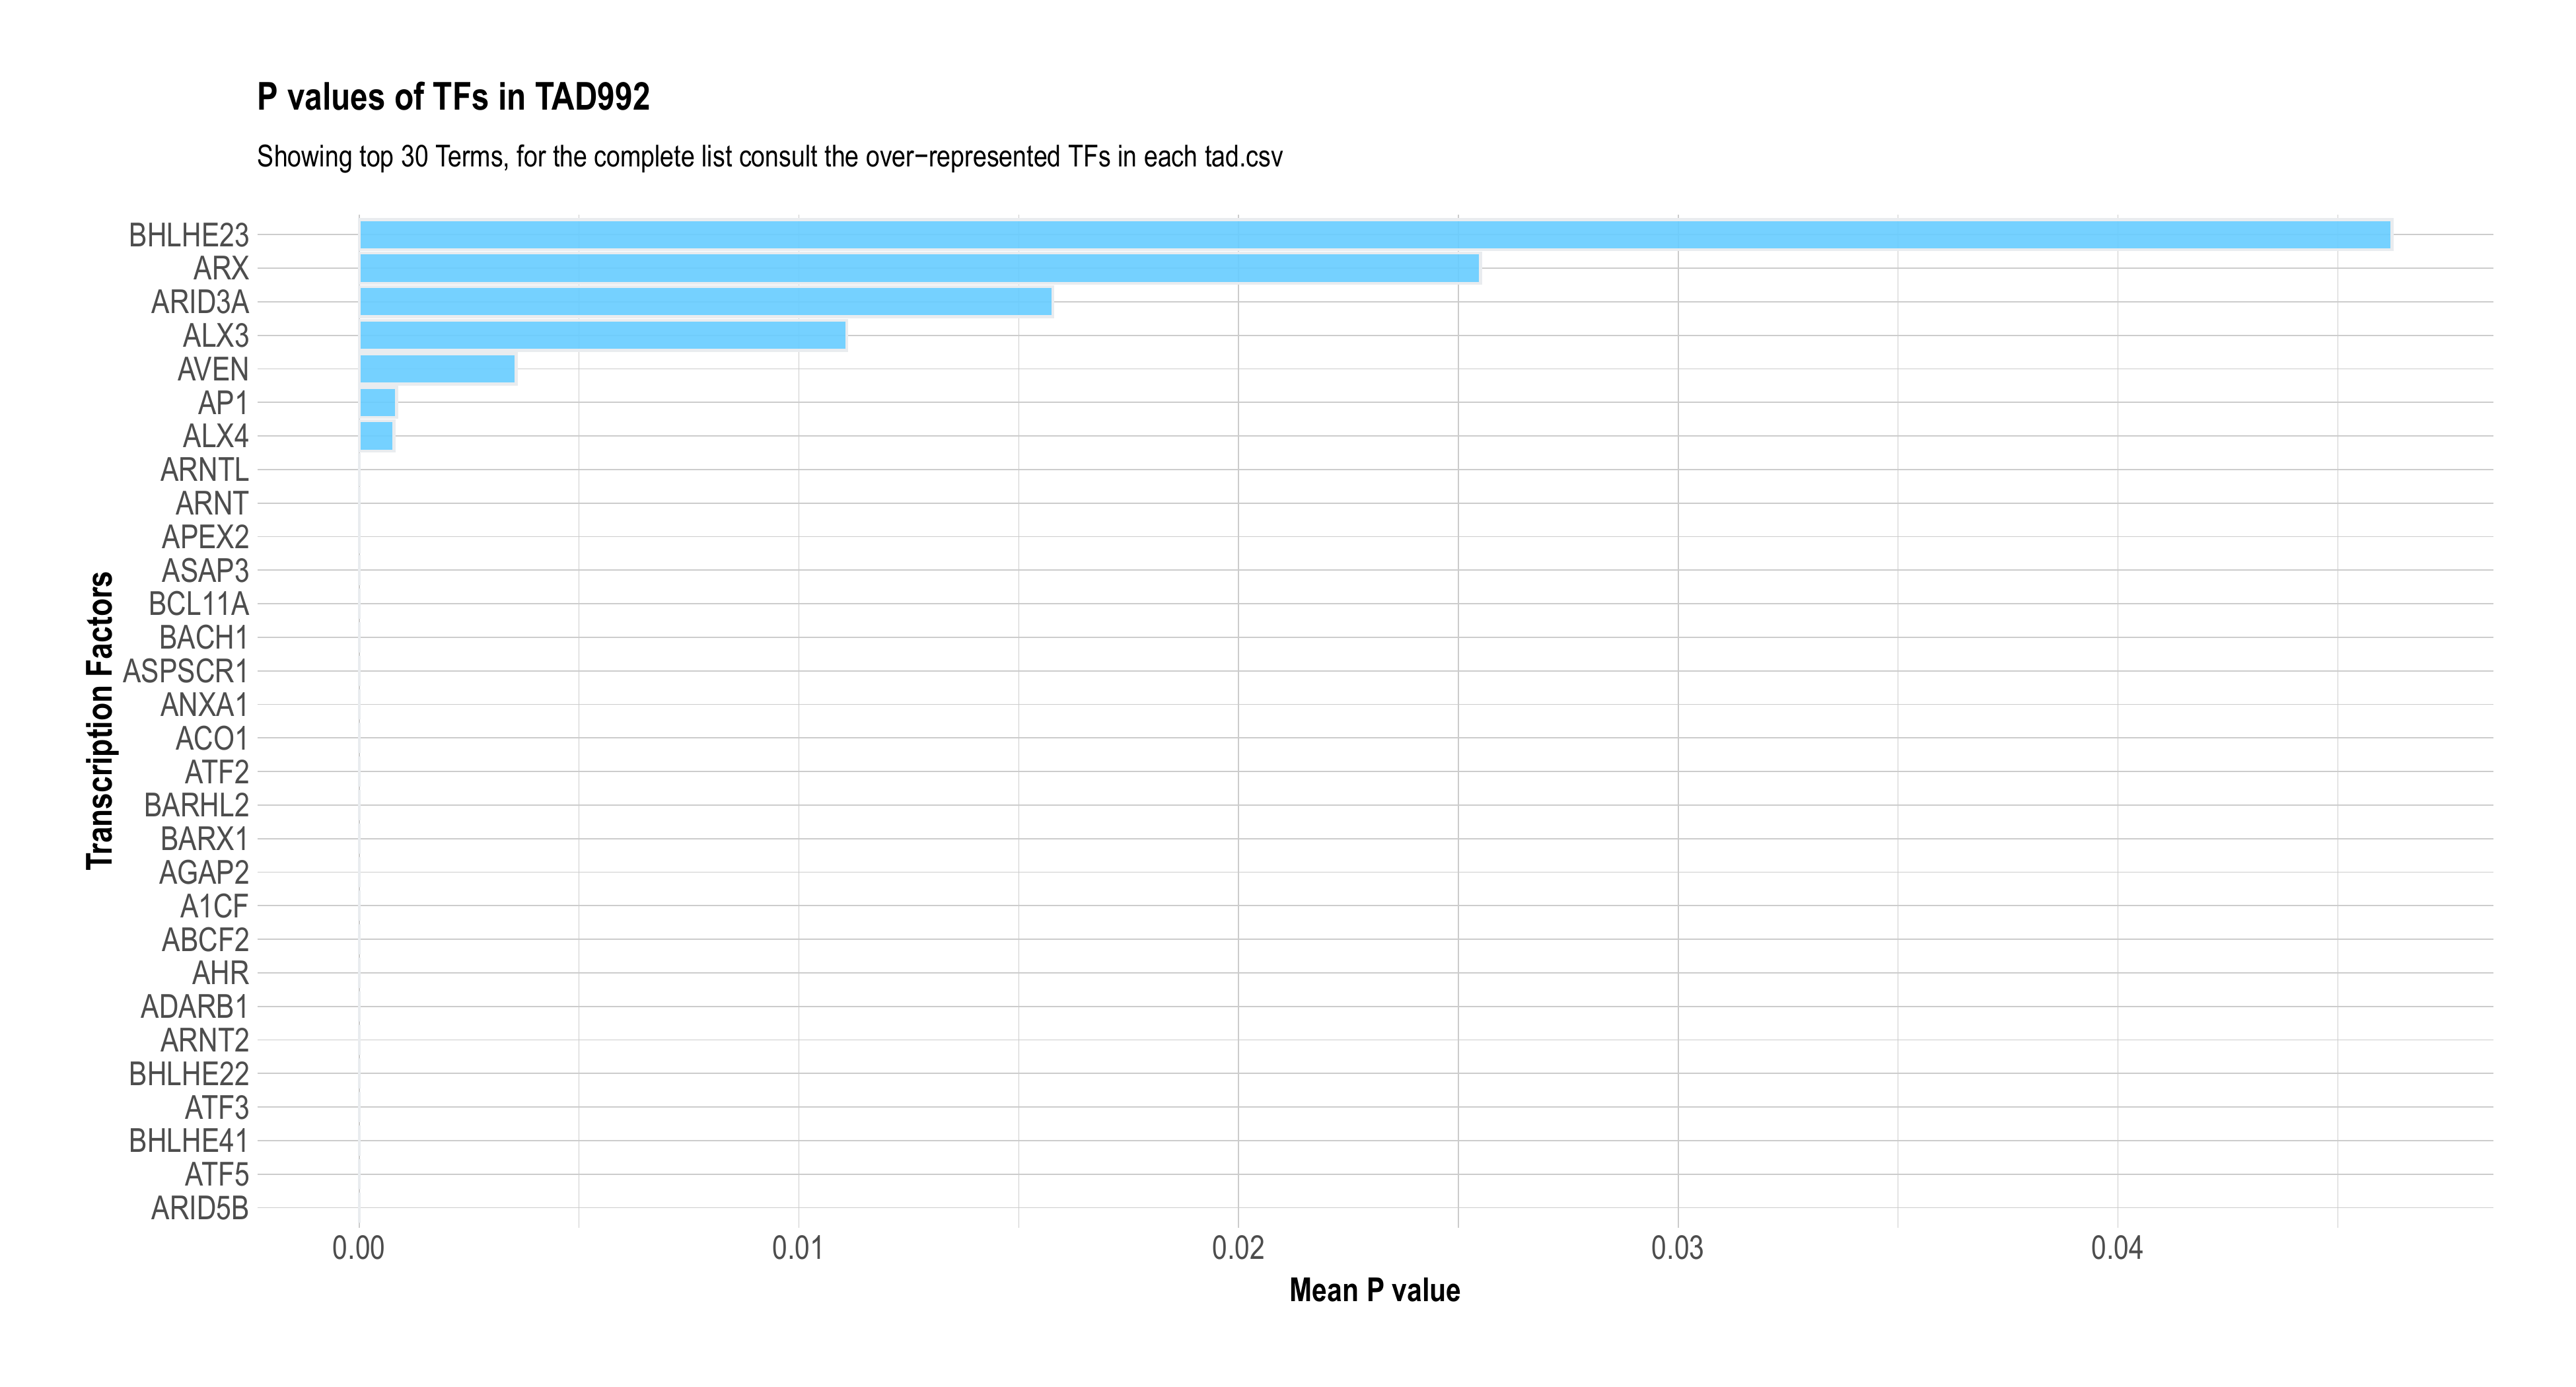 P values of TFs in TAD992
Showing top 30 Terms, for the complete list consult the over−represented TFs in each tad.csv
Transcription Factors
BHLHE23
ARX
ARID3A
ALX3
AVEN
AP1
ALX4
ARNTL
ARNT
APEX2
ASAP3
BCL11A
BACH1
ASPSCR1
ANXA1
ACO1
ATF2
BARHL2
BARX1
AGAP2
A1CF
ABCF2
AHR
ADARB1
ARNT2
BHLHE22
ATF3
BHLHE41
ATF5
ARID5B
0.00 0.01 0.02 0.03 0.04
Mean P value